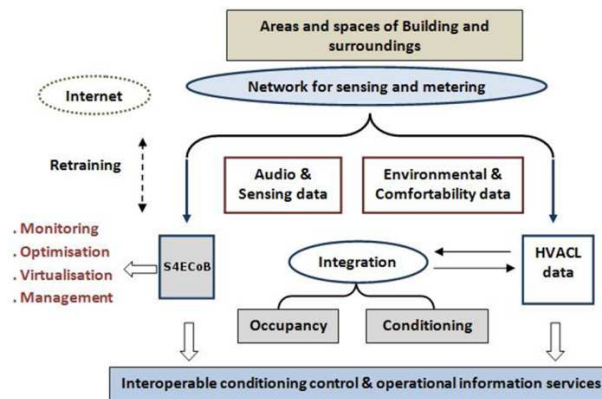 Areas and spaces of Building and
surroundings
Network for sensing and metering
Internet
Retraining
Audio &
Sensing data
Environmental &
Comfortability data
. Monitoring
. Optimisation
. Virtualisation
. Management
S4ECoB
Integration
HVACL
data
Occupancy
Conditioning
Interoperable conditioning control & operational information services